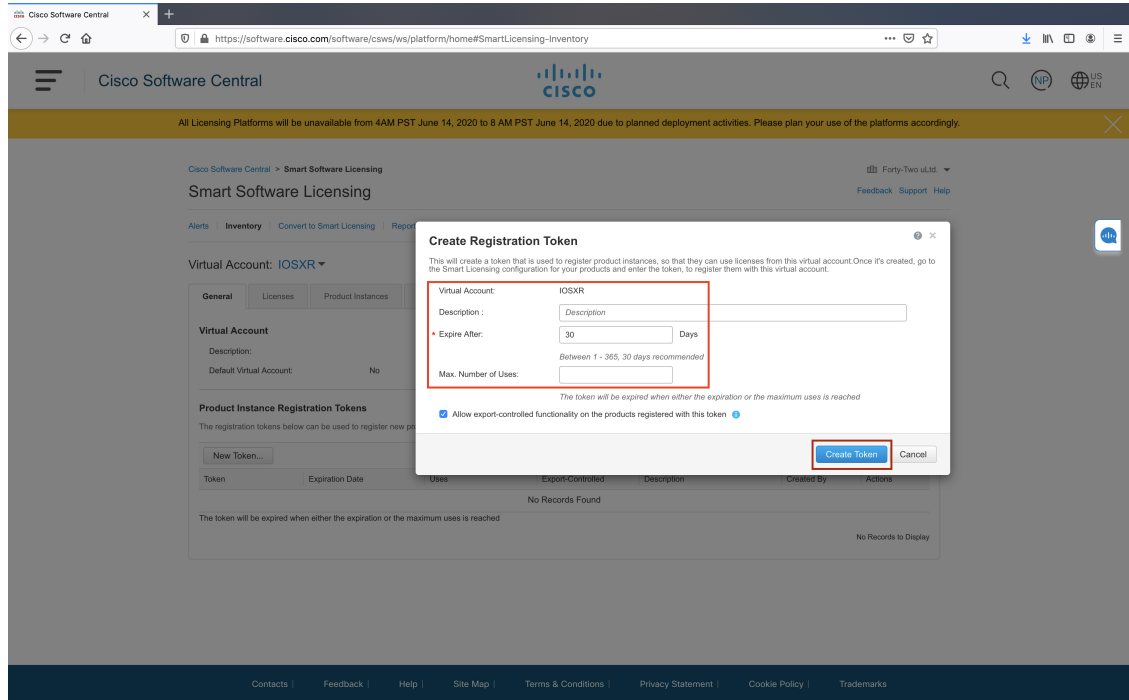 Cisco Software Central
https://software.cisco.com/software/csws/ws/platform/home#SmartLicensing-Inventory
Cisco Software Central
CISCO
NP
US
EN
All Licensing Platforms will be unavailable from 4AM PST June 14, 2020 to 8 AM PST June 14, 2020 due to planned deployment activities. Please plan your use of the platforms accordingly.
Cisco Software Central > Smart Software Licensing
Forty-Two uLtd.
Smart Software Licensing
Feedback Support Help
Alerts | Inventory | Convert to Smart Licensing | Report
Virtual Account: IOSXR
General Licenses Product Instances
Virtual Account
Description:
Default Virtual Account: No
Product Instance Registration Tokens
The registration tokens below can be used to register new pr
New Token...
Token Expiration Date Uses Export-Controlled Description Created By Actions
No Records Found
The token will be expired when either the expiration or the maximum uses is reached
No Records to Display
Create Registration Token
This will create a token that is used to register product instances, so that they can use licenses from this virtual account.Once it's created, go to
the Smart Licensing configuration for your products and enter the token, to register them with this virtual account.
Virtual Account: IOSXR
Description : Description
* Expire After: 30 Days
Between 1 - 365, 30 days recommended
Max. Number of Uses:
The token will be expired when either the expiration or the maximum uses is reached
Allow export-controlled functionality on the products registered with this token
Create Token Cancel
Contacts | Feedback | Help | Site Map | Terms & Conditions | Privacy Statement | Cookie Policy | Trademarks